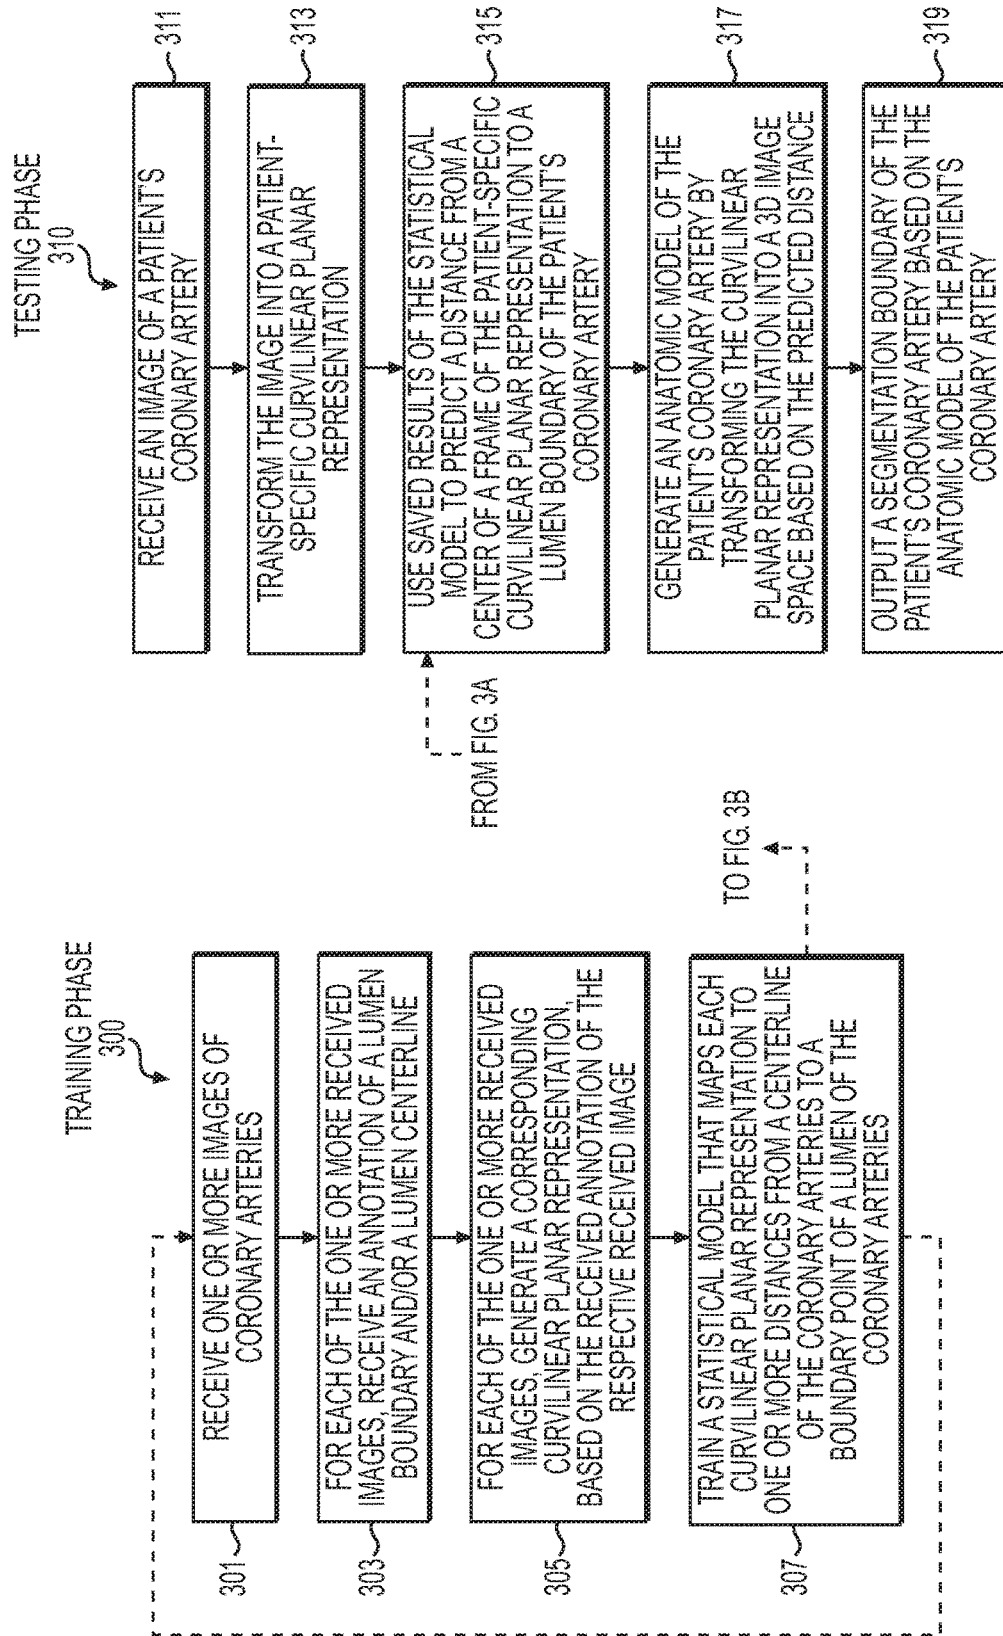 TRAINING PHASE
300
RECEIVE ONE OR MORE IMAGES OF
CORONARY ARTERIES
301
FOR EACH OF THE ONE OR MORE RECEIVED
IMAGES, RECEIVE AN ANNOTATION OF A LUMEN
BOUNDARY AND/OR A LUMEN CENTERLINE
303
FOR EACH OF THE ONE OR MORE RECEIVED
IMAGES, GENERATE A CORRESPONDING
CURVILINEAR PLANAR REPRESENTATION,
BASED ON THE RECEIVED ANNOTATION OF THE
RESPECTIVE RECEIVED IMAGE
305
TRAIN A STATISTICAL MODEL THAT MAPS EACH
CURVILINEAR PLANAR REPRESENTATION TO
ONE OR MORE DISTANCES FROM A CENTERLINE
OF THE CORONARY ARTERIES TO A
BOUNDARY POINT OF A LUMEN OF THE
CORONARY ARTERIES
307
TO FIG. 3B
TESTING PHASE
310
RECEIVE AN IMAGE OF A PATIENT'S
CORONARY ARTERY
311
TRANSFORM THE IMAGE INTO A PATIENT-
SPECIFIC CURVILINEAR PLANAR
REPRESENTATION
313
FROM FIG. 3A
USE SAVED RESULTS OF THE STATISTICAL
MODEL TO PREDICT A DISTANCE FROM A
CENTER OF A FRAME OF THE PATIENT-SPECIFIC
CURVILINEAR PLANAR REPRESENTATION TO A
LUMEN BOUNDARY OF THE PATIENT'S
CORONARY ARTERY
315
GENERATE AN ANATOMIC MODEL OF THE
PATIENT'S CORONARY ARTERY BY
TRANSFORMING THE CURVILINEAR
PLANAR REPRESENTATION INTO A 3D IMAGE
SPACE BASED ON THE PREDICTED DISTANCE
317
OUTPUT A SEGMENTATION BOUNDARY OF THE
PATIENT'S CORONARY ARTERY BASED ON THE
ANATOMIC MODEL OF THE PATIENT'S
CORONARY ARTERY
319